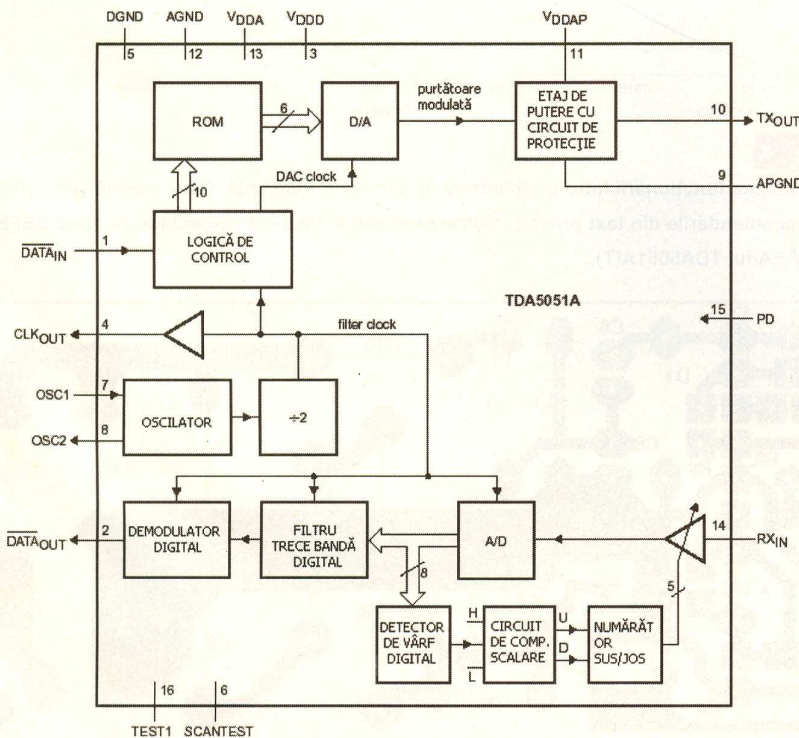 DGND AGND VDDA VDDD VDDAP
5 12 13 3 11
ROM
6
D/A
purtătoare
modulată
ETAJ DE
PUTERE CU
CIRCUIT DE
PROTECŢIE
10 TXOUT
9 APGND
10
DAC clock
DATAIN 1
LOGICĂ DE
CONTROL
TDA5051A
15 PD
CLKOUT 4
filter clock
OSC1 7
OSC2 8
OSCILATOR
÷2
DATAOUT 2
DEMODULATOR
DIGITAL
FILTRU
TRECE BANDĂ
DIGITAL
A/D
14 RXIN
8
5
DETECTOR
DE VÂRF
DIGITAL
H
L
CIRCUIT
DE COMP.
SCALARE
U
D
NUMĂRĂT
OR
SUS/JOS
16 6
TEST1 SCANTEST